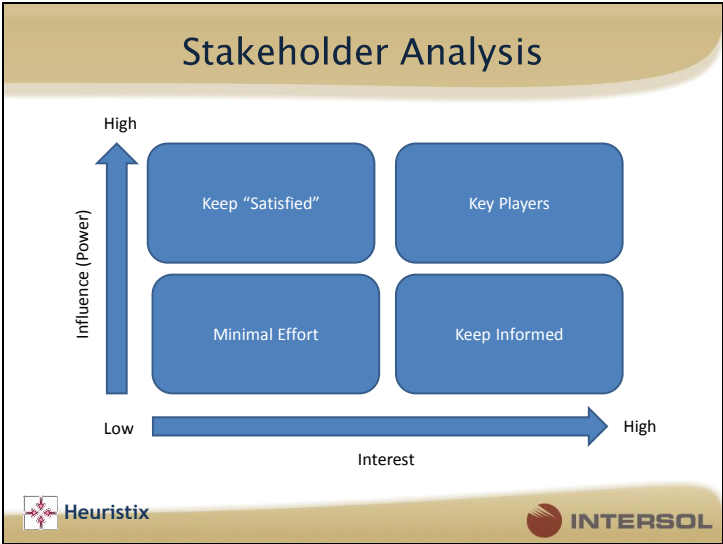 Stakeholder Analysis
High
Keep “Satisfied”
Key Players
Influence (Power)
Minimal Effort
Keep Informed
Low
High
Interest
Heuristix
INTERSOL